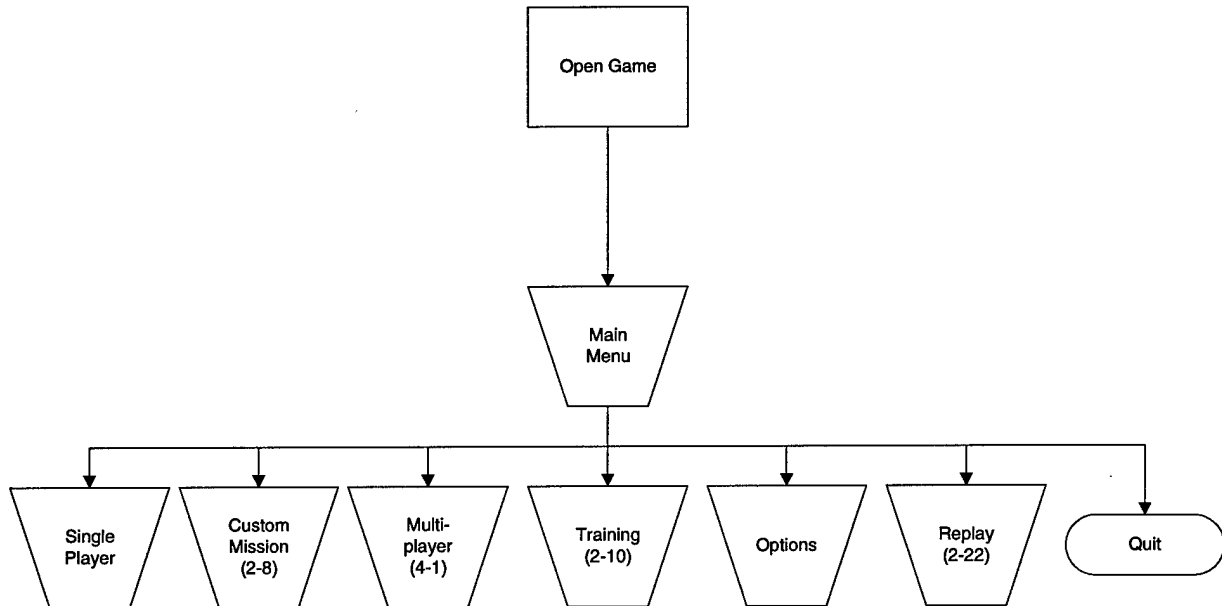 Open Game
Main
Menu
Single
Player
Custom
Mission
(2-8)
Multi-
player
(4-1)
Training
(2-10)
Options
Replay
(2-22)
Quit